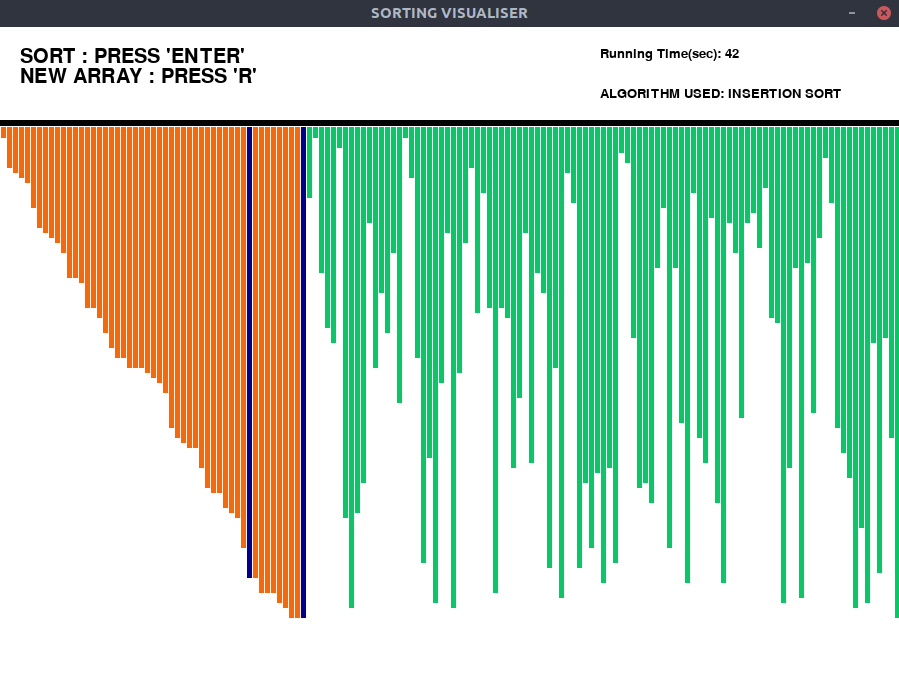 SORTING VISUALISER
SORT : PRESS 'ENTER'
NEW ARRAY : PRESS 'R'
Running Time(sec): 42
ALGORITHM USED: INSERTION SORT